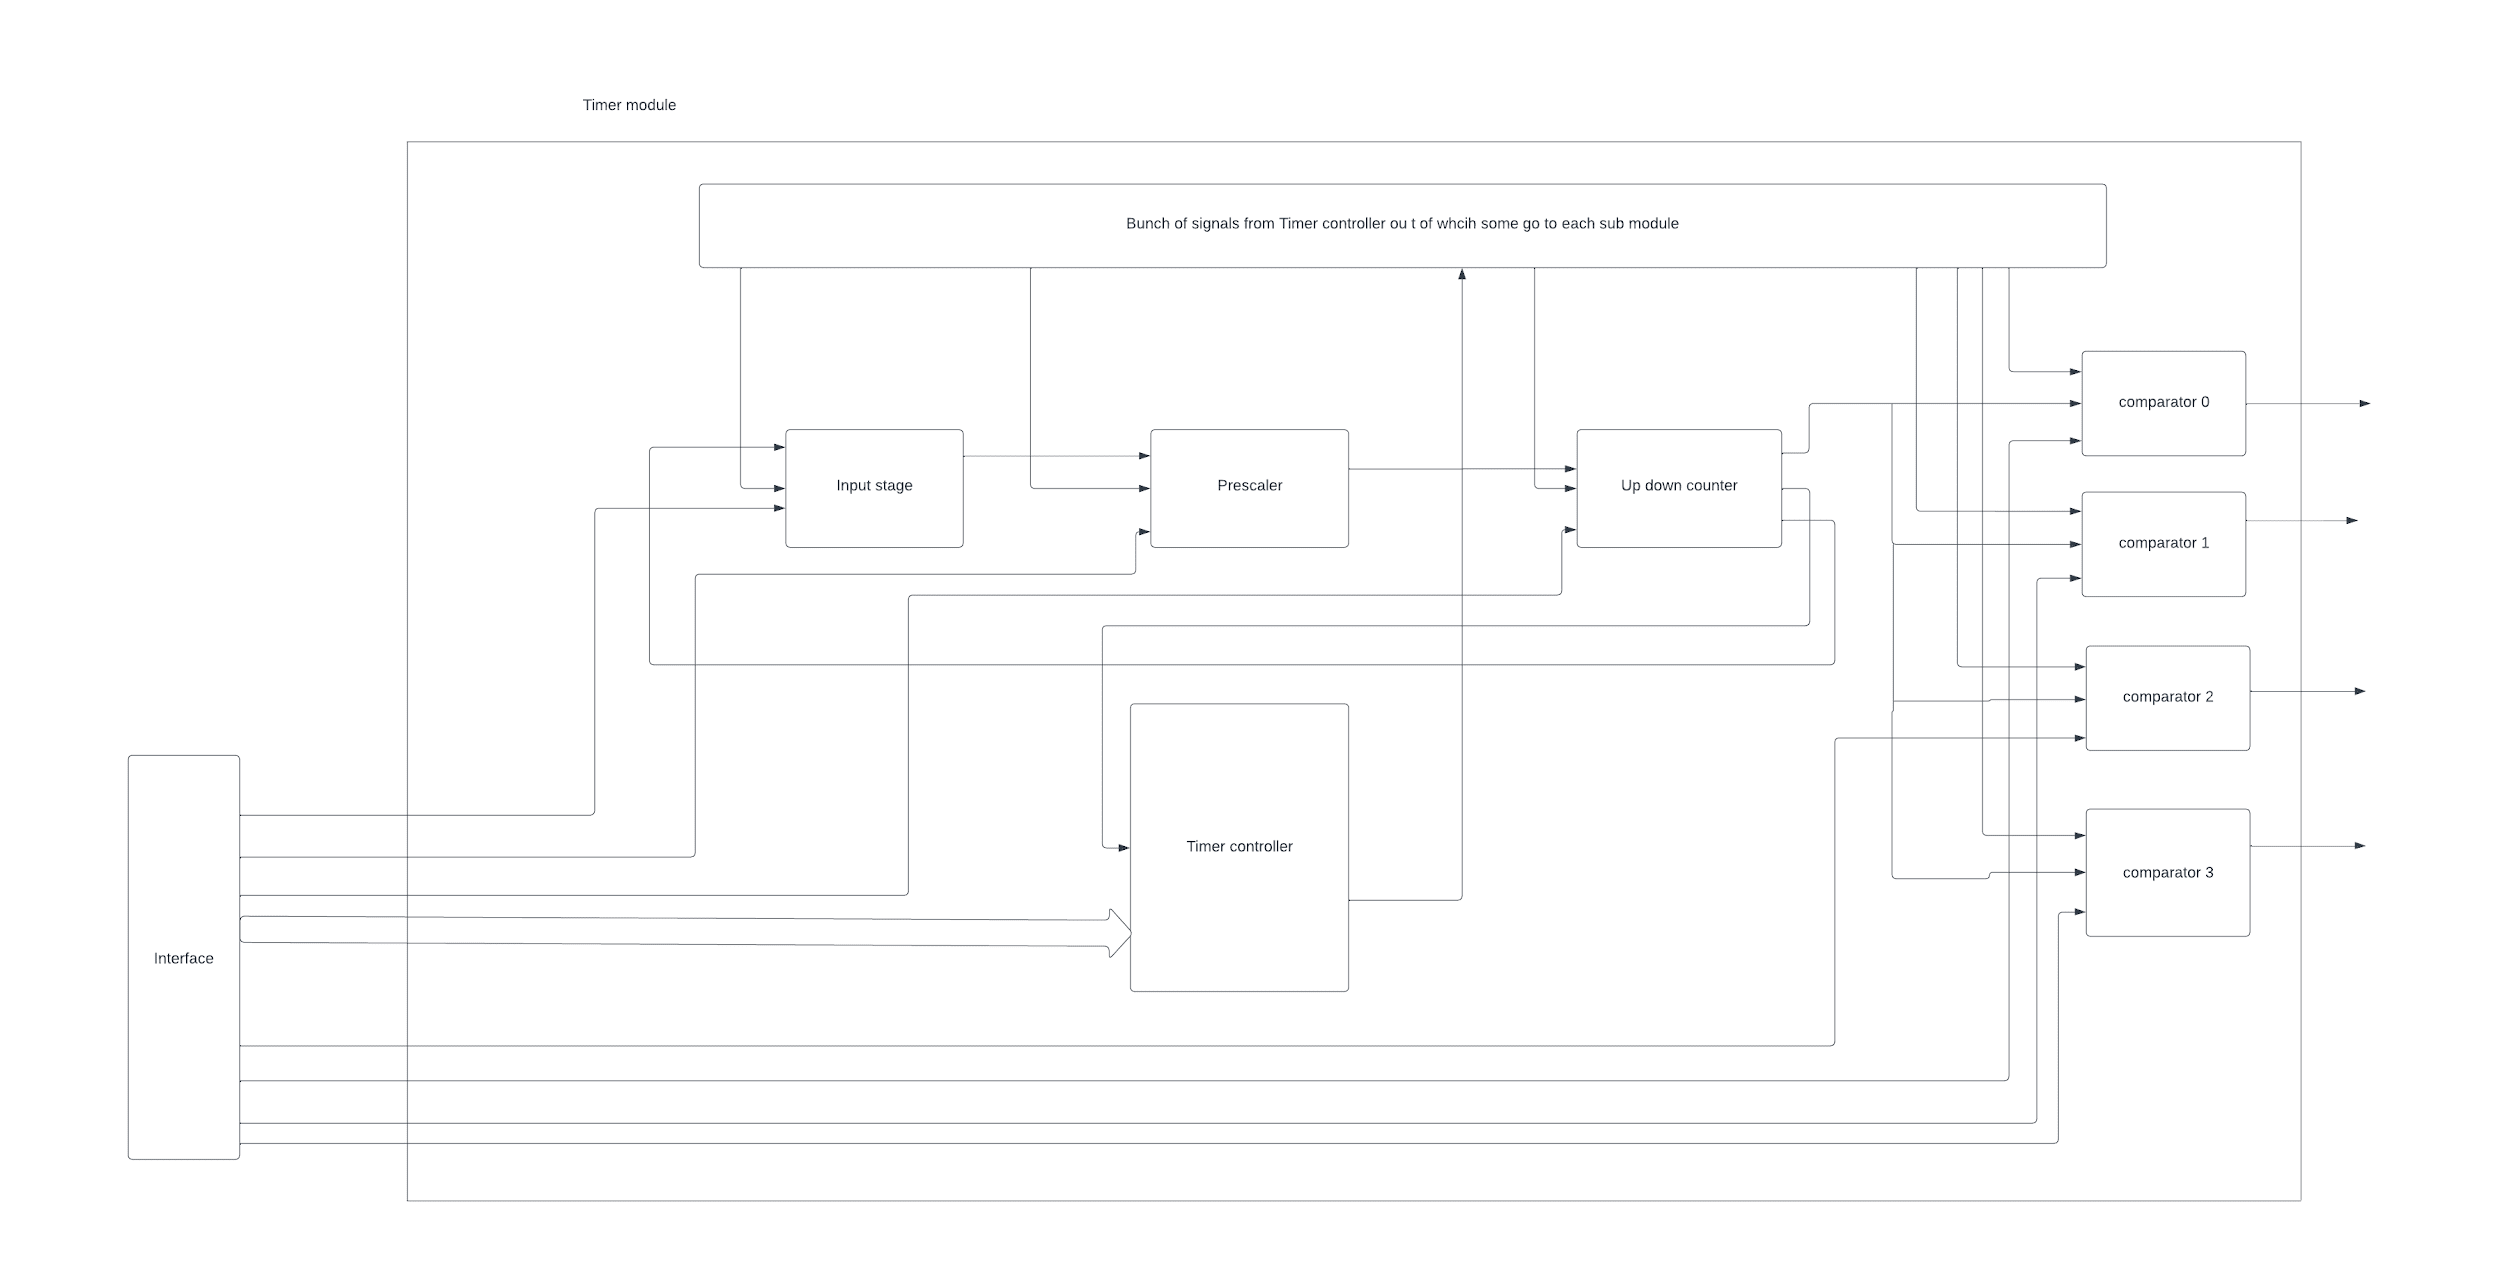 Timer module
Bunch of signals from Timer controller ou t of whcih some go to each sub module
comparator 0
Input stage
Prescaler
Up down counter
comparator 1
comparator 2
Timer controller
comparator 3
Interface